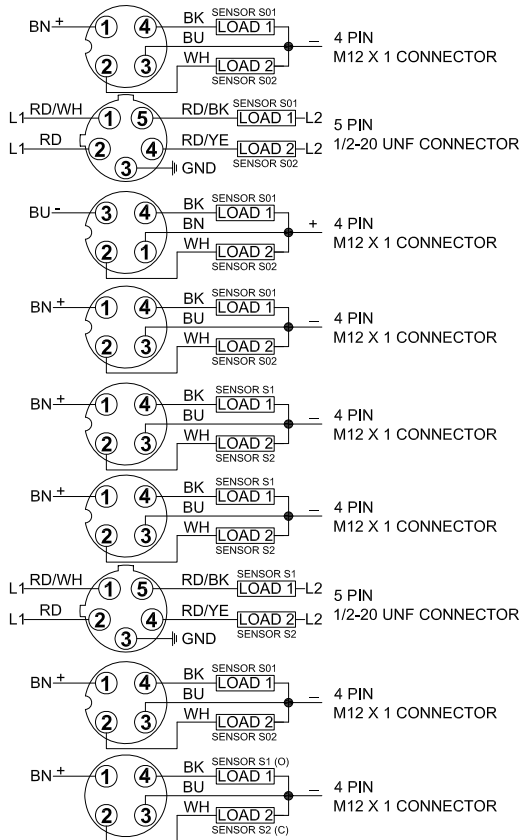 BN + 1 4 BK SENSOR S01 LOAD 1
BU – 4 PIN
2 3 WH LOAD 2 M12 X 1 CONNECTOR
SENSOR S02
L1 RD/WH 1 5 RD/BK SENSOR S01 LOAD 1 L2 5 PIN
L1 RD 2 4 RD/YE LOAD 2 L2 1/2-20 UNF CONNECTOR
SENSOR S02
3 GND
BU - 3 4 BK SENSOR S01 LOAD 1
BN + 4 PIN
2 1 WH LOAD 2 M12 X 1 CONNECTOR
SENSOR S02
BN + 1 4 BK SENSOR S01 LOAD 1
BU – 4 PIN
2 3 WH LOAD 2 M12 X 1 CONNECTOR
SENSOR S02
BN + 1 4 BK SENSOR S1 LOAD 1
BU – 4 PIN
2 3 WH LOAD 2 M12 X 1 CONNECTOR
SENSOR S2
BN + 1 4 BK SENSOR S1 LOAD 1
BU – 4 PIN
2 3 WH LOAD 2 M12 X 1 CONNECTOR
SENSOR S2
L1 RD/WH 1 5 RD/BK SENSOR S1 LOAD 1 L2 5 PIN
L1 RD 2 4 RD/YE LOAD 2 L2 1/2-20 UNF CONNECTOR
SENSOR S2
3 GND
BN + 1 4 BK SENSOR S01 LOAD 1
BU – 4 PIN
2 3 WH LOAD 2 M12 X 1 CONNECTOR
SENSOR S02
BN + 1 4 BK SENSOR S1 (O) LOAD 1
BU – 4 PIN
2 3 WH LOAD 2 M12 X 1 CONNECTOR
SENSOR S2 (C)